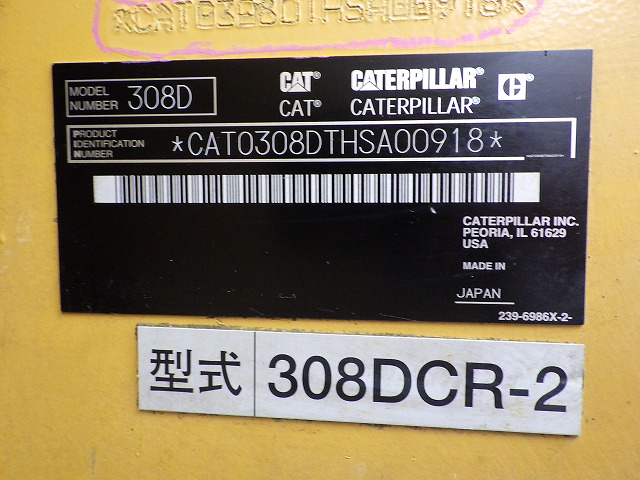 *CAT0308DTHSA00918*
MODEL NUMBER 308D
CAT® CATERPILLAR® C
CAT® CATERPILLAR®
PRODUCT IDENTIFICATION NUMBER *CAT0308DTHSA00918*
CATERPILLAR INC.
PEORIA, IL 61629
USA
MADE IN
JAPAN
239-6986X-2-
型式 308DCR-2